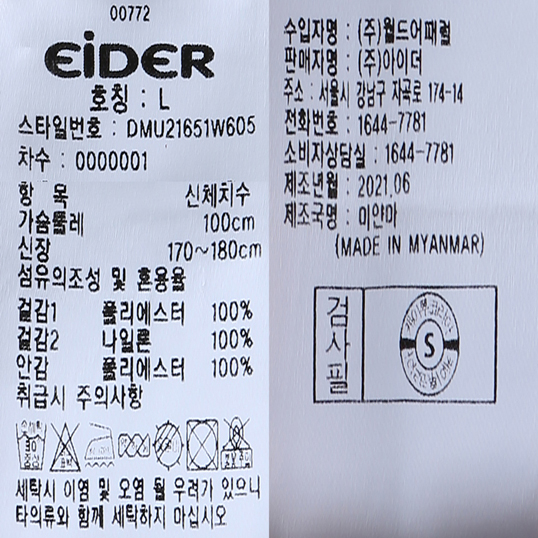 00772
EiDER
호칭 : L
스타일번호 : DMU21651W605
차수 : 0000001
항 목 신체치수
가슴둘레 100cm
신장 170~180cm
섬유의조성 및 혼용율
겉감1 폴리에스터 100%
겉감2 나일론 100%
안감 폴리에스터 100%
취급시 주의사항
30
중성
세탁시 이염 및 오염 될 우려가 있으니
타의류와 함께 세탁하지 마십시오
수입자명 : (주)월드어패럴
판매자명 : (주)아이더
주소 : 서울시 강남구 자곡로 174-14
전화번호 : 1644-7781
소비자상담실 : 1644-7781
제조년월 : 2021.06
제조국명 : 미얀마
(MADE IN MYANMAR)
검사필
S